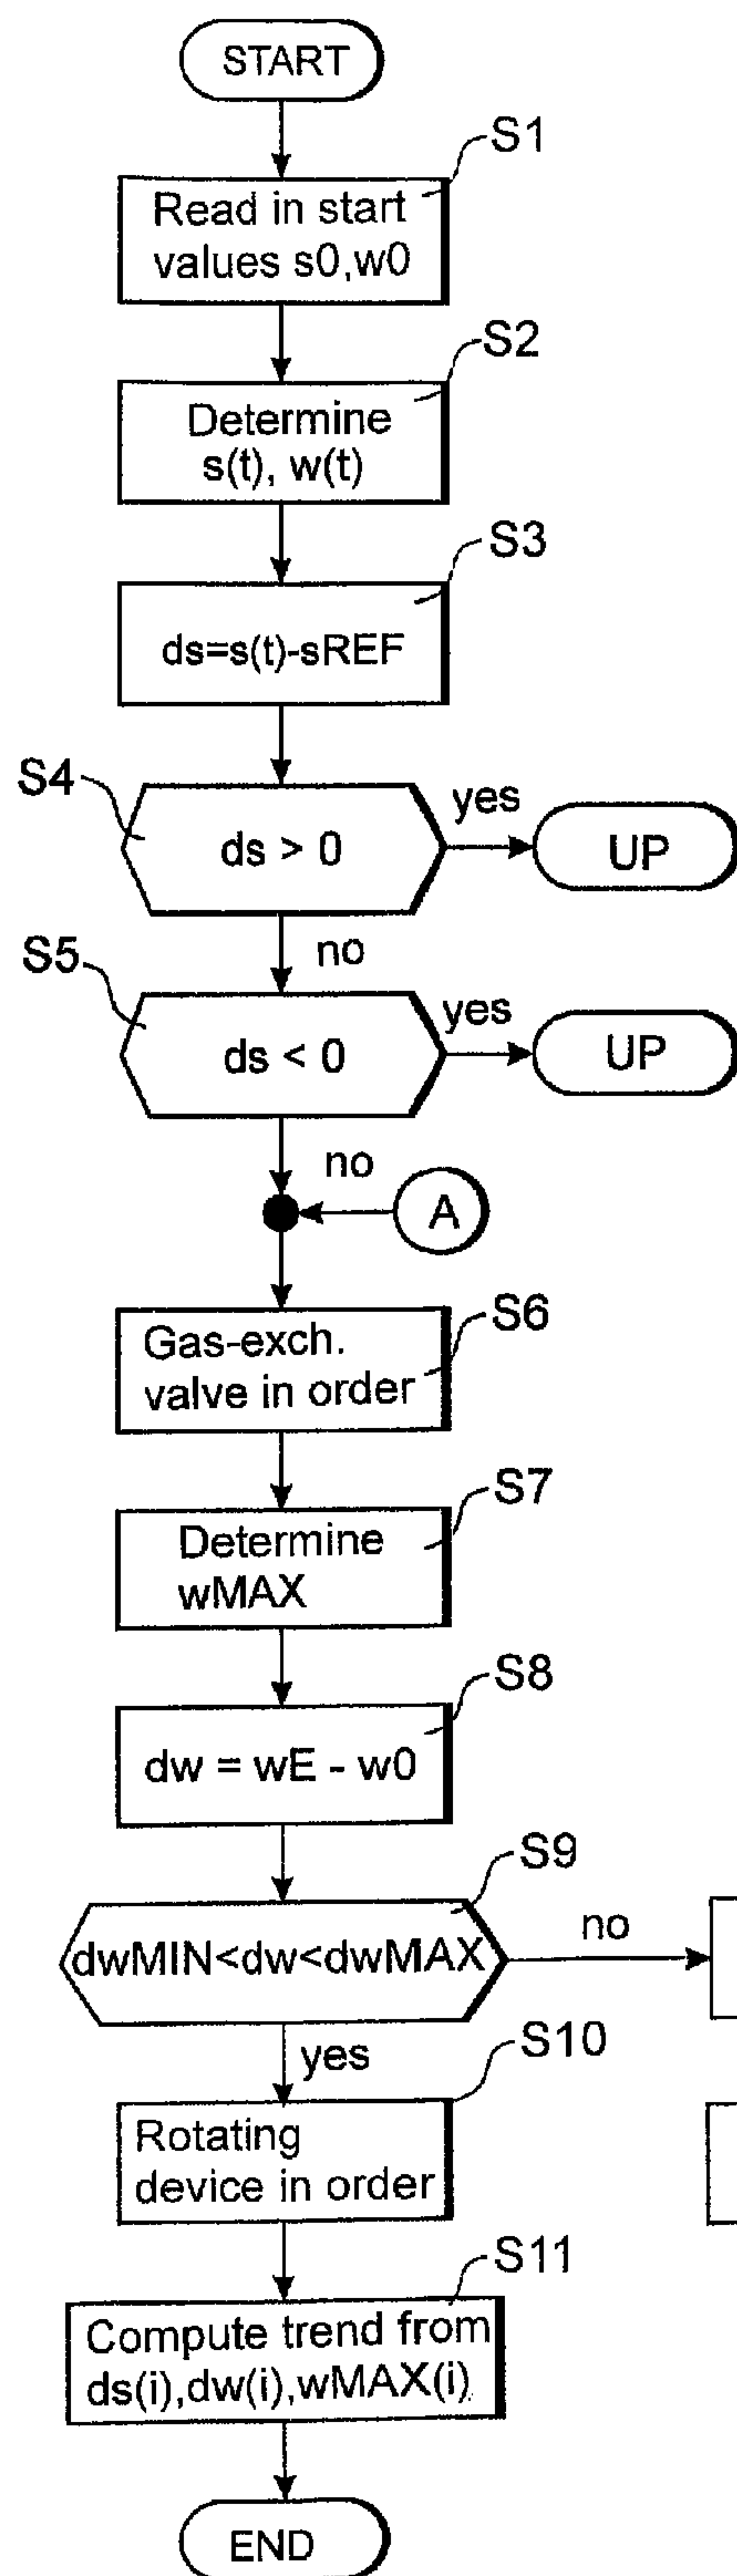 START
S1
Read in start
values s0,w0
S2
Determine
s(t), w(t)
S3
ds=s(t)-sREF
S4
ds > 0
yes
UP
no
S5
ds < 0
yes
UP
no
A
S6
Gas-exch.
valve in order
S7
Determine
wMAX
S8
dw = wE - w0
S9
dwMIN<dw<dwMAX
no
yes
S10
Rotating
device in order
S11
Compute trend from
ds(i),dw(i),wMAX(i)
END